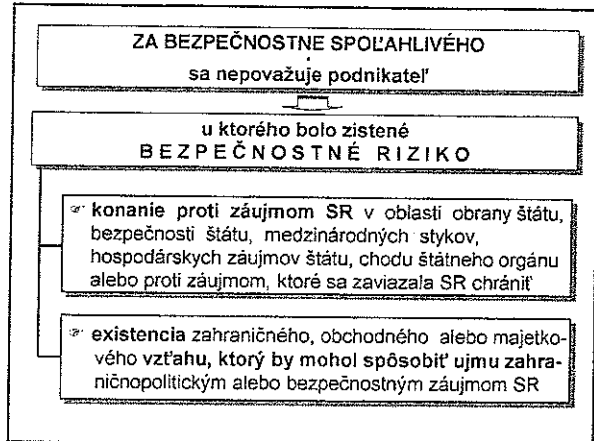 ZA BEZPEČNOSTNE SPOĽAHLIVÉHO
sa nepovažuje podnikateľ
u ktorého bolo zistené
BEZPEČNOSTNÉ RIZIKO
☞ konanie proti záujmom SR v oblasti obrany štátu,
bezpečnosti štátu, medzinárodných stykov,
hospodárskych záujmov štátu, chodu štátneho orgánu
alebo proti záujmom, ktoré sa zaviazala SR chrániť
☞ existencia zahraničného, obchodného alebo majetko-
vého vzťahu, ktorý by mohol spôsobiť ujmu zahra-
ničnopolitickým alebo bezpečnostným záujmom SR